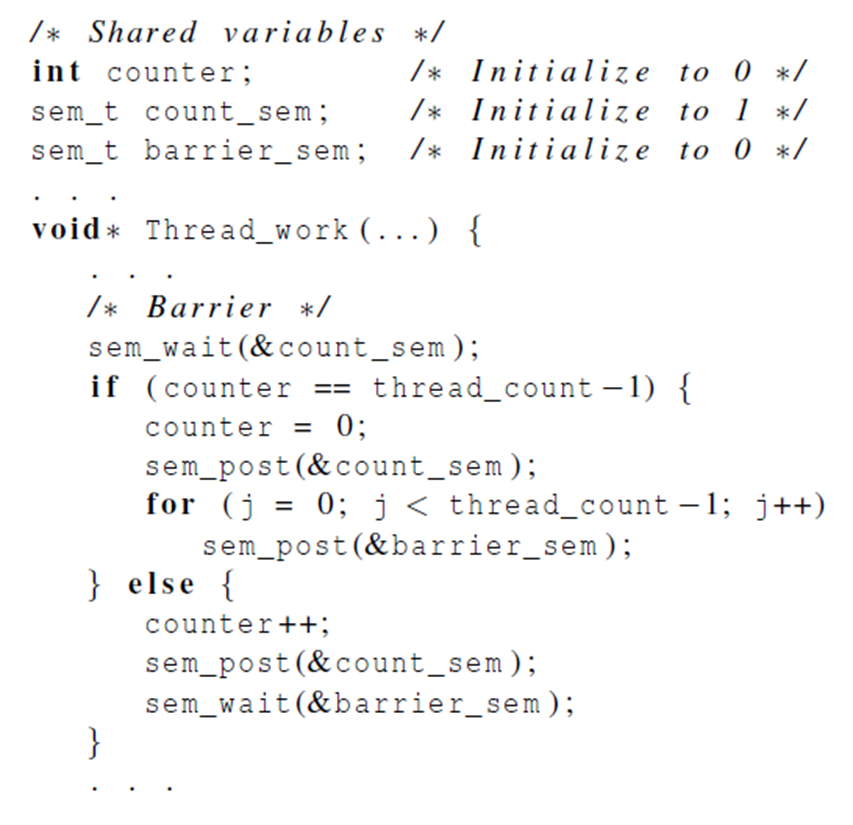 /* Shared variables */
int counter; /* Initialize to 0 */
sem_t count_sem; /* Initialize to 1 */
sem_t barrier_sem; /* Initialize to 0 */
. . .
void* Thread_work(...) {
. . .
/* Barrier */
sem_wait(&count_sem);
if (counter == thread_count-1) {
counter = 0;
sem_post(&count_sem);
for (j = 0; j < thread_count-1; j++)
sem_post(&barrier_sem);
} else {
counter++;
sem_post(&count_sem);
sem_wait(&barrier_sem);
}
. . .